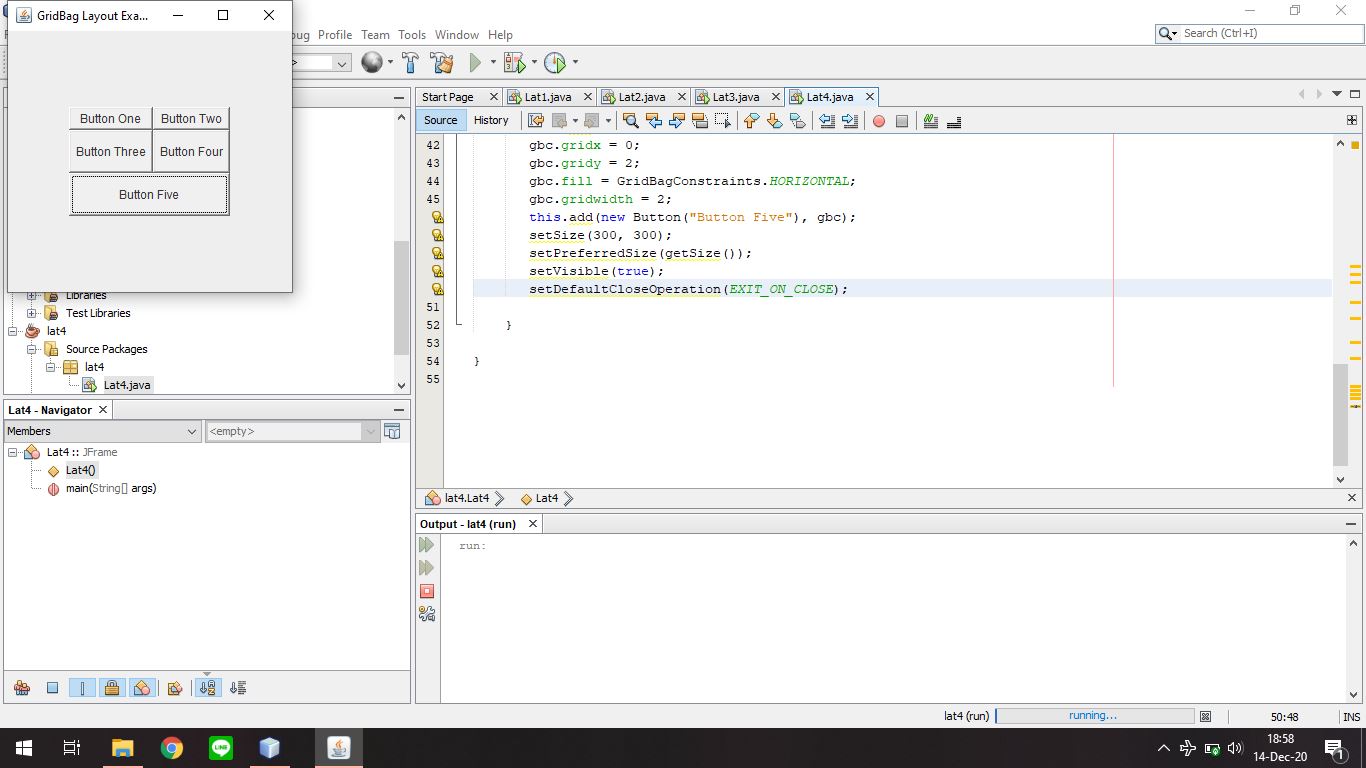 GridBag Layout Exa...
ug Profile Team Tools Window Help
Search (Ctrl+I)
Button One
Button Two
Button Three
Button Four
Button Five
Start Page
Lat1.java
Lat2.java
Lat3.java
Lat4.java
Source
History
42 gbc.gridx = 0;
43 gbc.gridy = 2;
44 gbc.fill = GridBagConstraints.HORIZONTAL;
45 gbc.gridwidth = 2;
this.add(new Button("Button Five"), gbc);
setSize(300, 300);
setPreferredSize(getSize());
setVisible(true);
setDefaultCloseOperation(EXIT_ON_CLOSE);
51
52 }
53
54 }
55
Libraries
Test Libraries
lat4
Source Packages
lat4
Lat4.java
Lat4 - Navigator
Members
<empty>
Lat4 :: JFrame
Lat4()
main(String[] args)
lat4.Lat4
Lat4
Output - lat4 (run)
run:
lat4 (run)
running...
50:48
INS
LINE
18:58
14-Dec-20
1